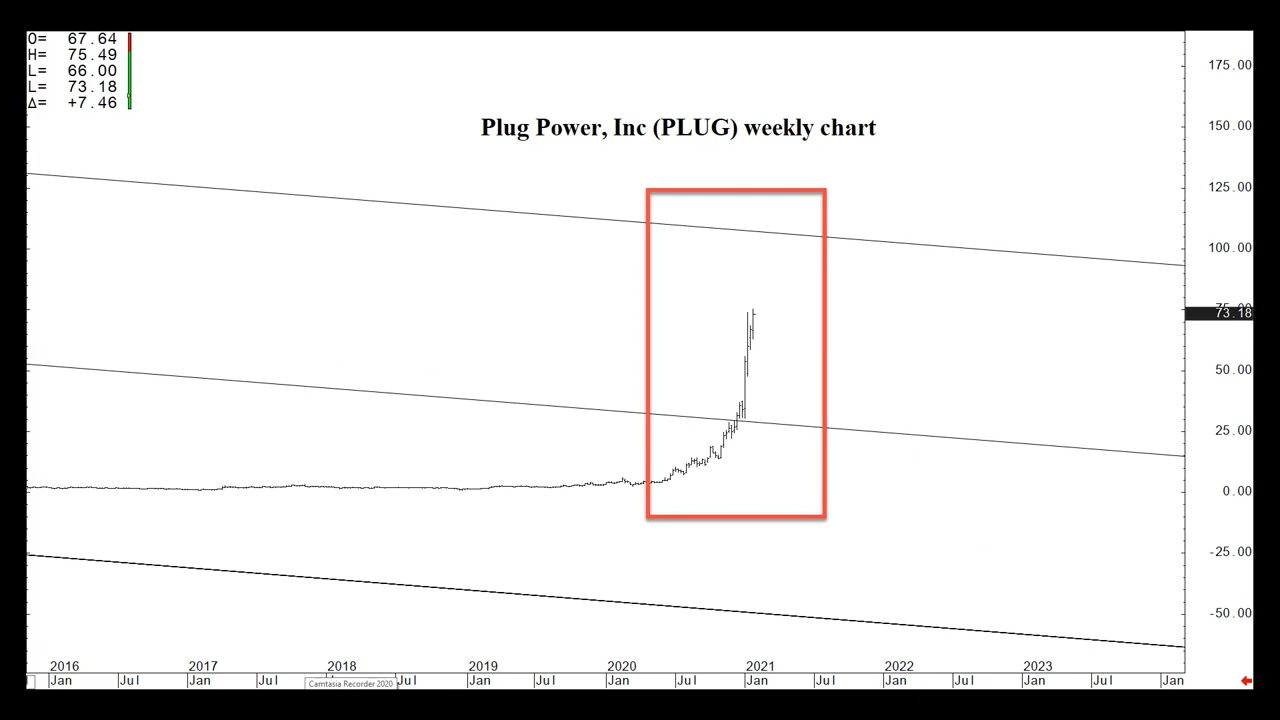 O= 67.64
H= 75.49
L= 66.00
L= 73.18
Δ= +7.46
Plug Power, Inc (PLUG) weekly chart
175.00
150.00
125.00
100.00
73.18
50.00
25.00
0.00
-25.00
-50.00
2016 2017 2018 2019 2020 2021 2022 2023
Jan Jul Jan Jul Jul Jan Jul Jan Jul Jan Jul Jan Jul Jan Jul Jan
Camtasia Recorder 2020